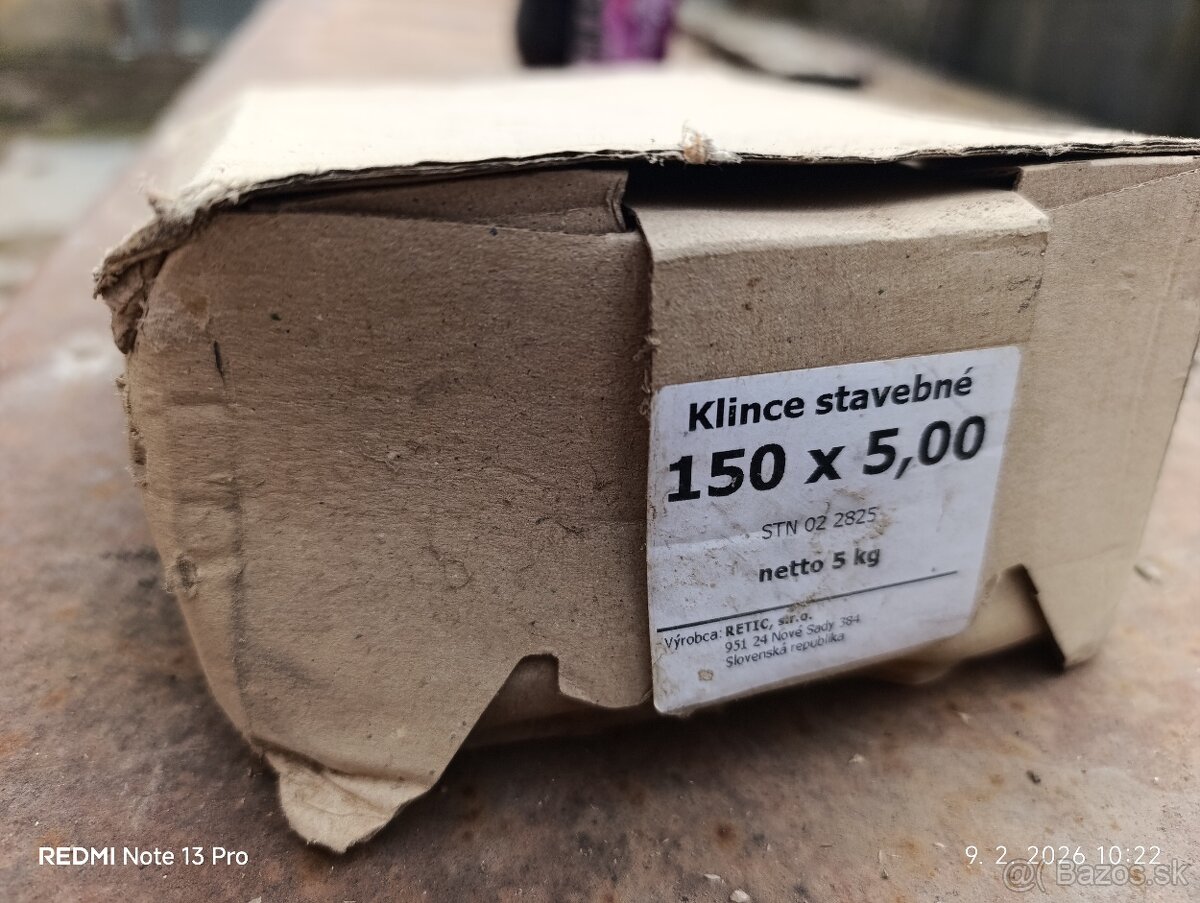 Klince stavebné
150 x 5,00
STN 02 2825
netto 5 kg
Výrobca: RETIC, s.r.o.
951 24 Nové Sady 384
Slovenská republika
REDMI Note 13 Pro
9. 2. 2026 10:22
@( Bazos.sk